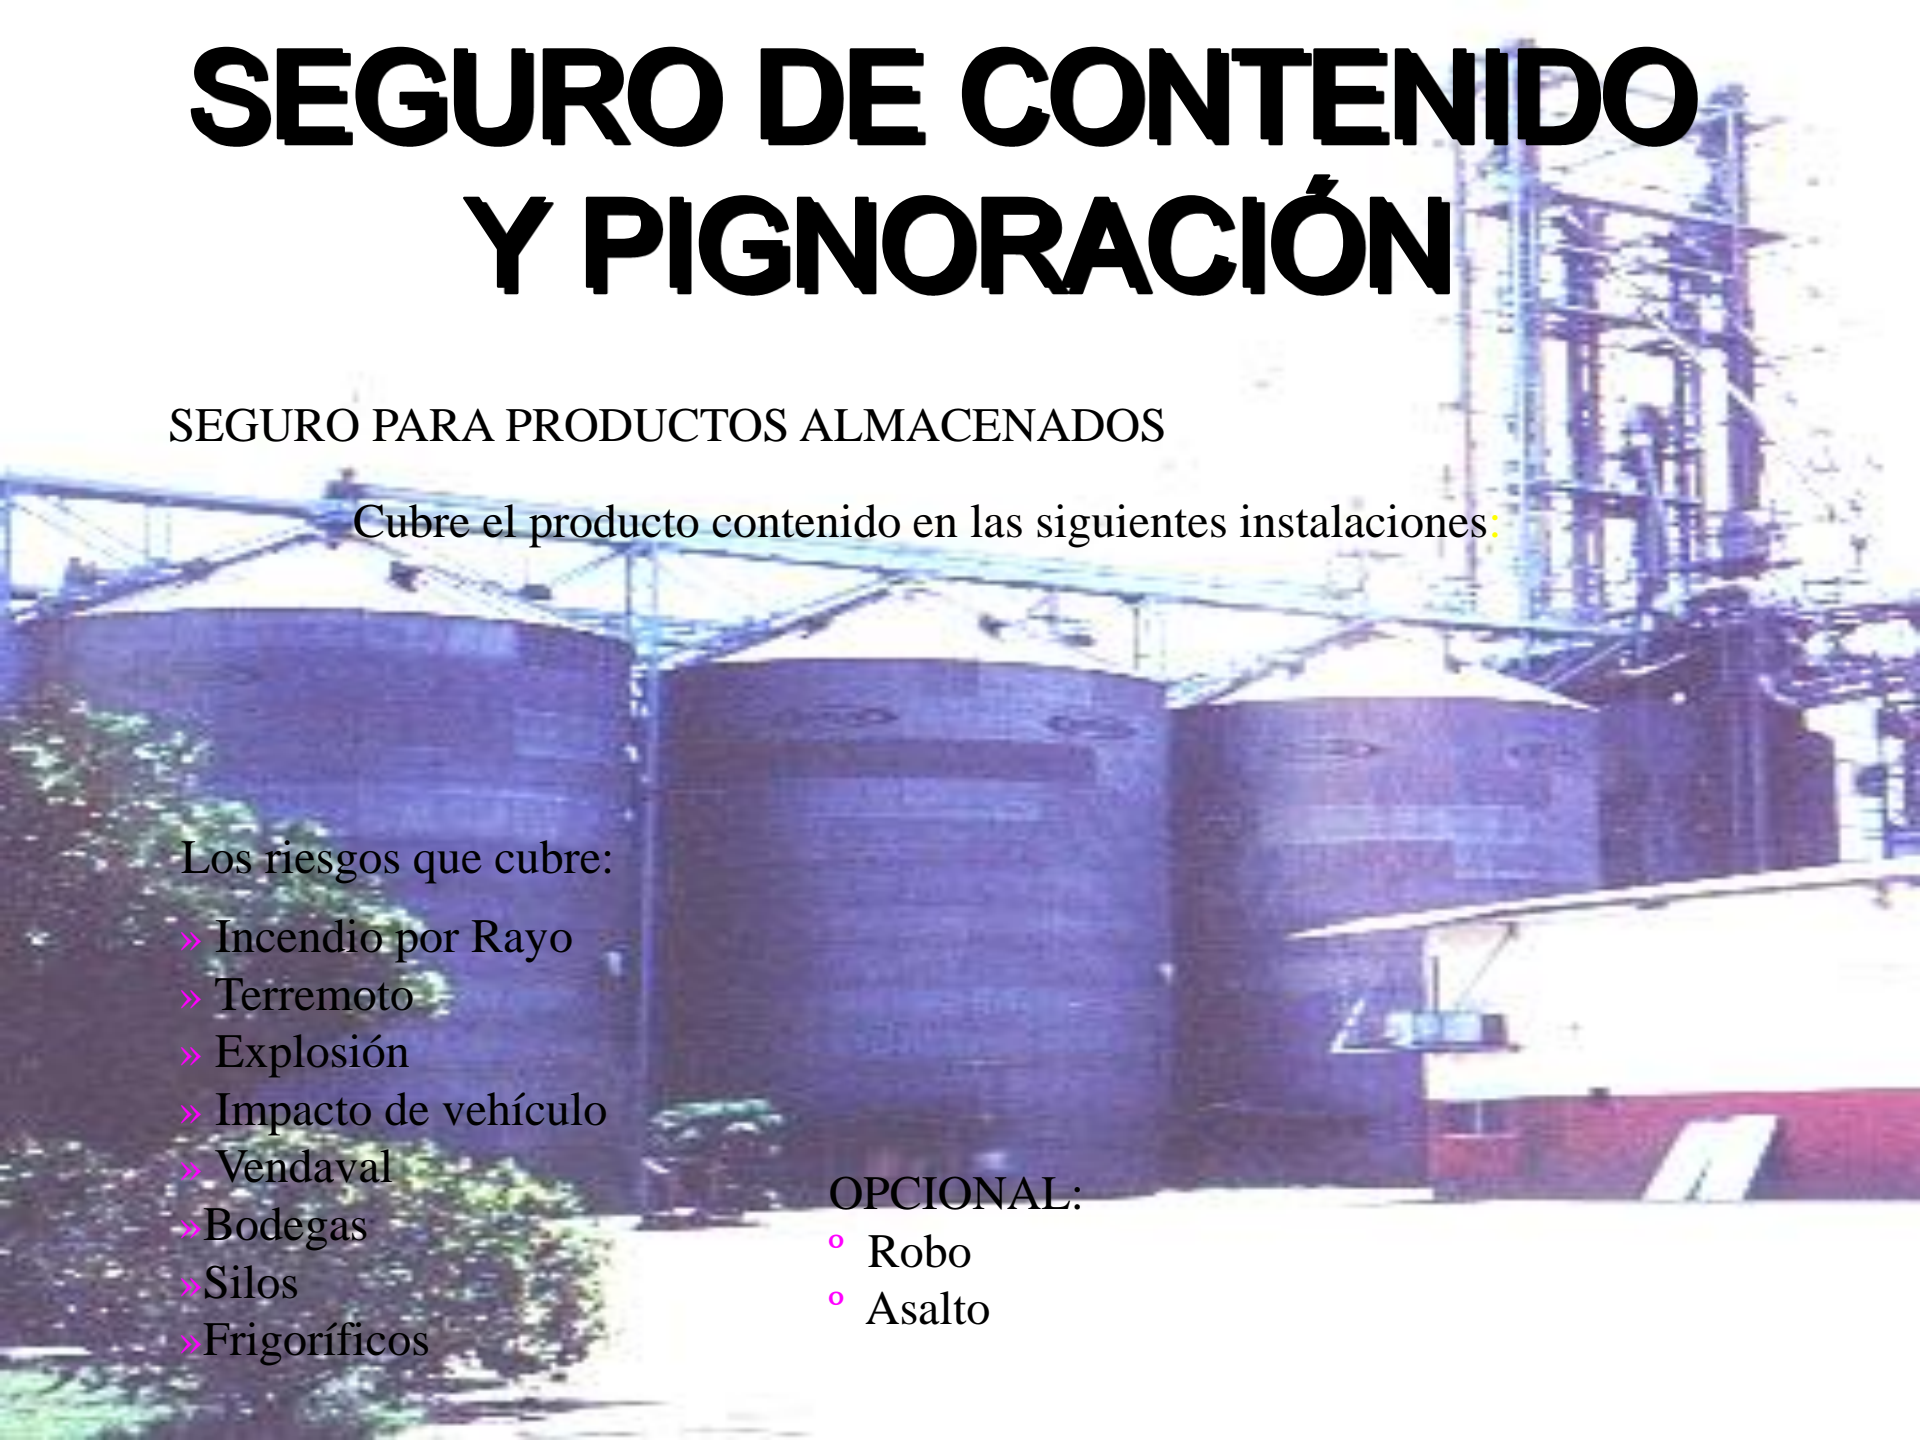 SEGURO DE CONTENIDO
Y PIGNORACIÓN
SEGURO PARA PRODUCTOS ALMACENADOS
Cubre el producto contenido en las siguientes instalaciones:
Los riesgos que cubre:
» Incendio por Rayo
» Terremoto
» Explosión
» Impacto de vehículo
» Vendaval
»Bodegas
»Silos
»Frigoríficos
OPCIONAL:
º Robo
º Asalto